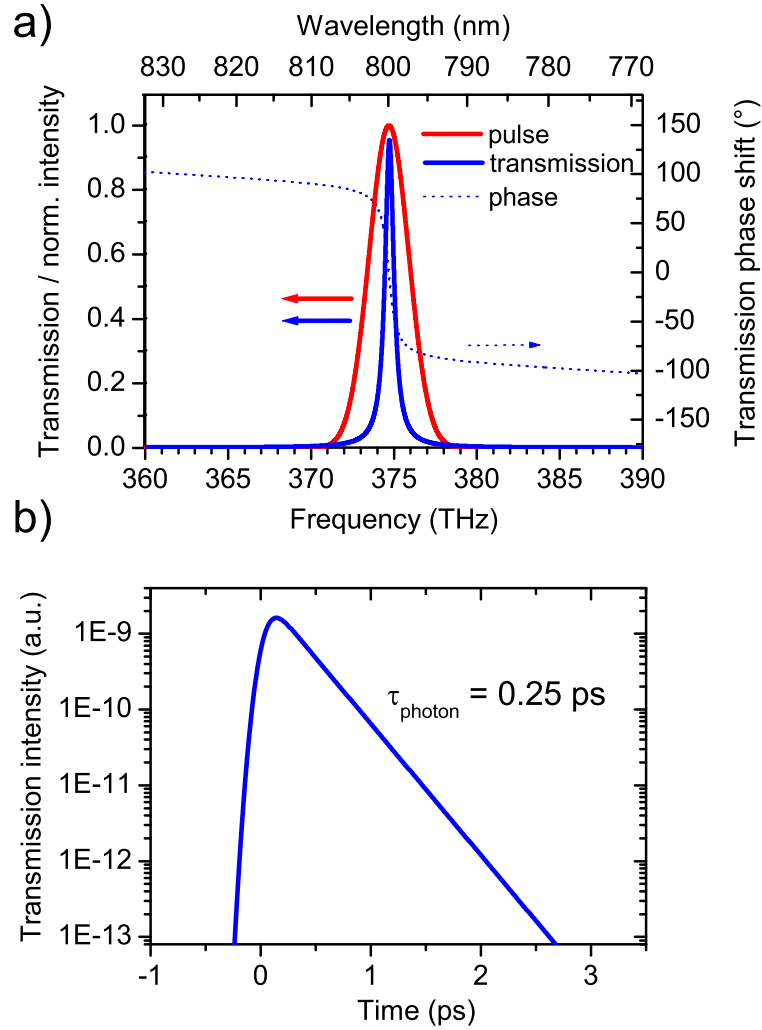 a)
Wavelength (nm)
830 820 810 800 790 780 770
Transmission / norm. intensity
1.0
0.8
0.6
0.4
0.2
0.0
pulse
transmission
phase
150
100
50
0
-50
-100
-150
Transmission phase shift (°)
360 365 370 375 380 385 390
Frequency (THz)
b)
Transmission intensity (a.u.)
1E-9
1E-10
1E-11
1E-12
1E-13
τphoton = 0.25 ps
-1 0 1 2 3
Time (ps)